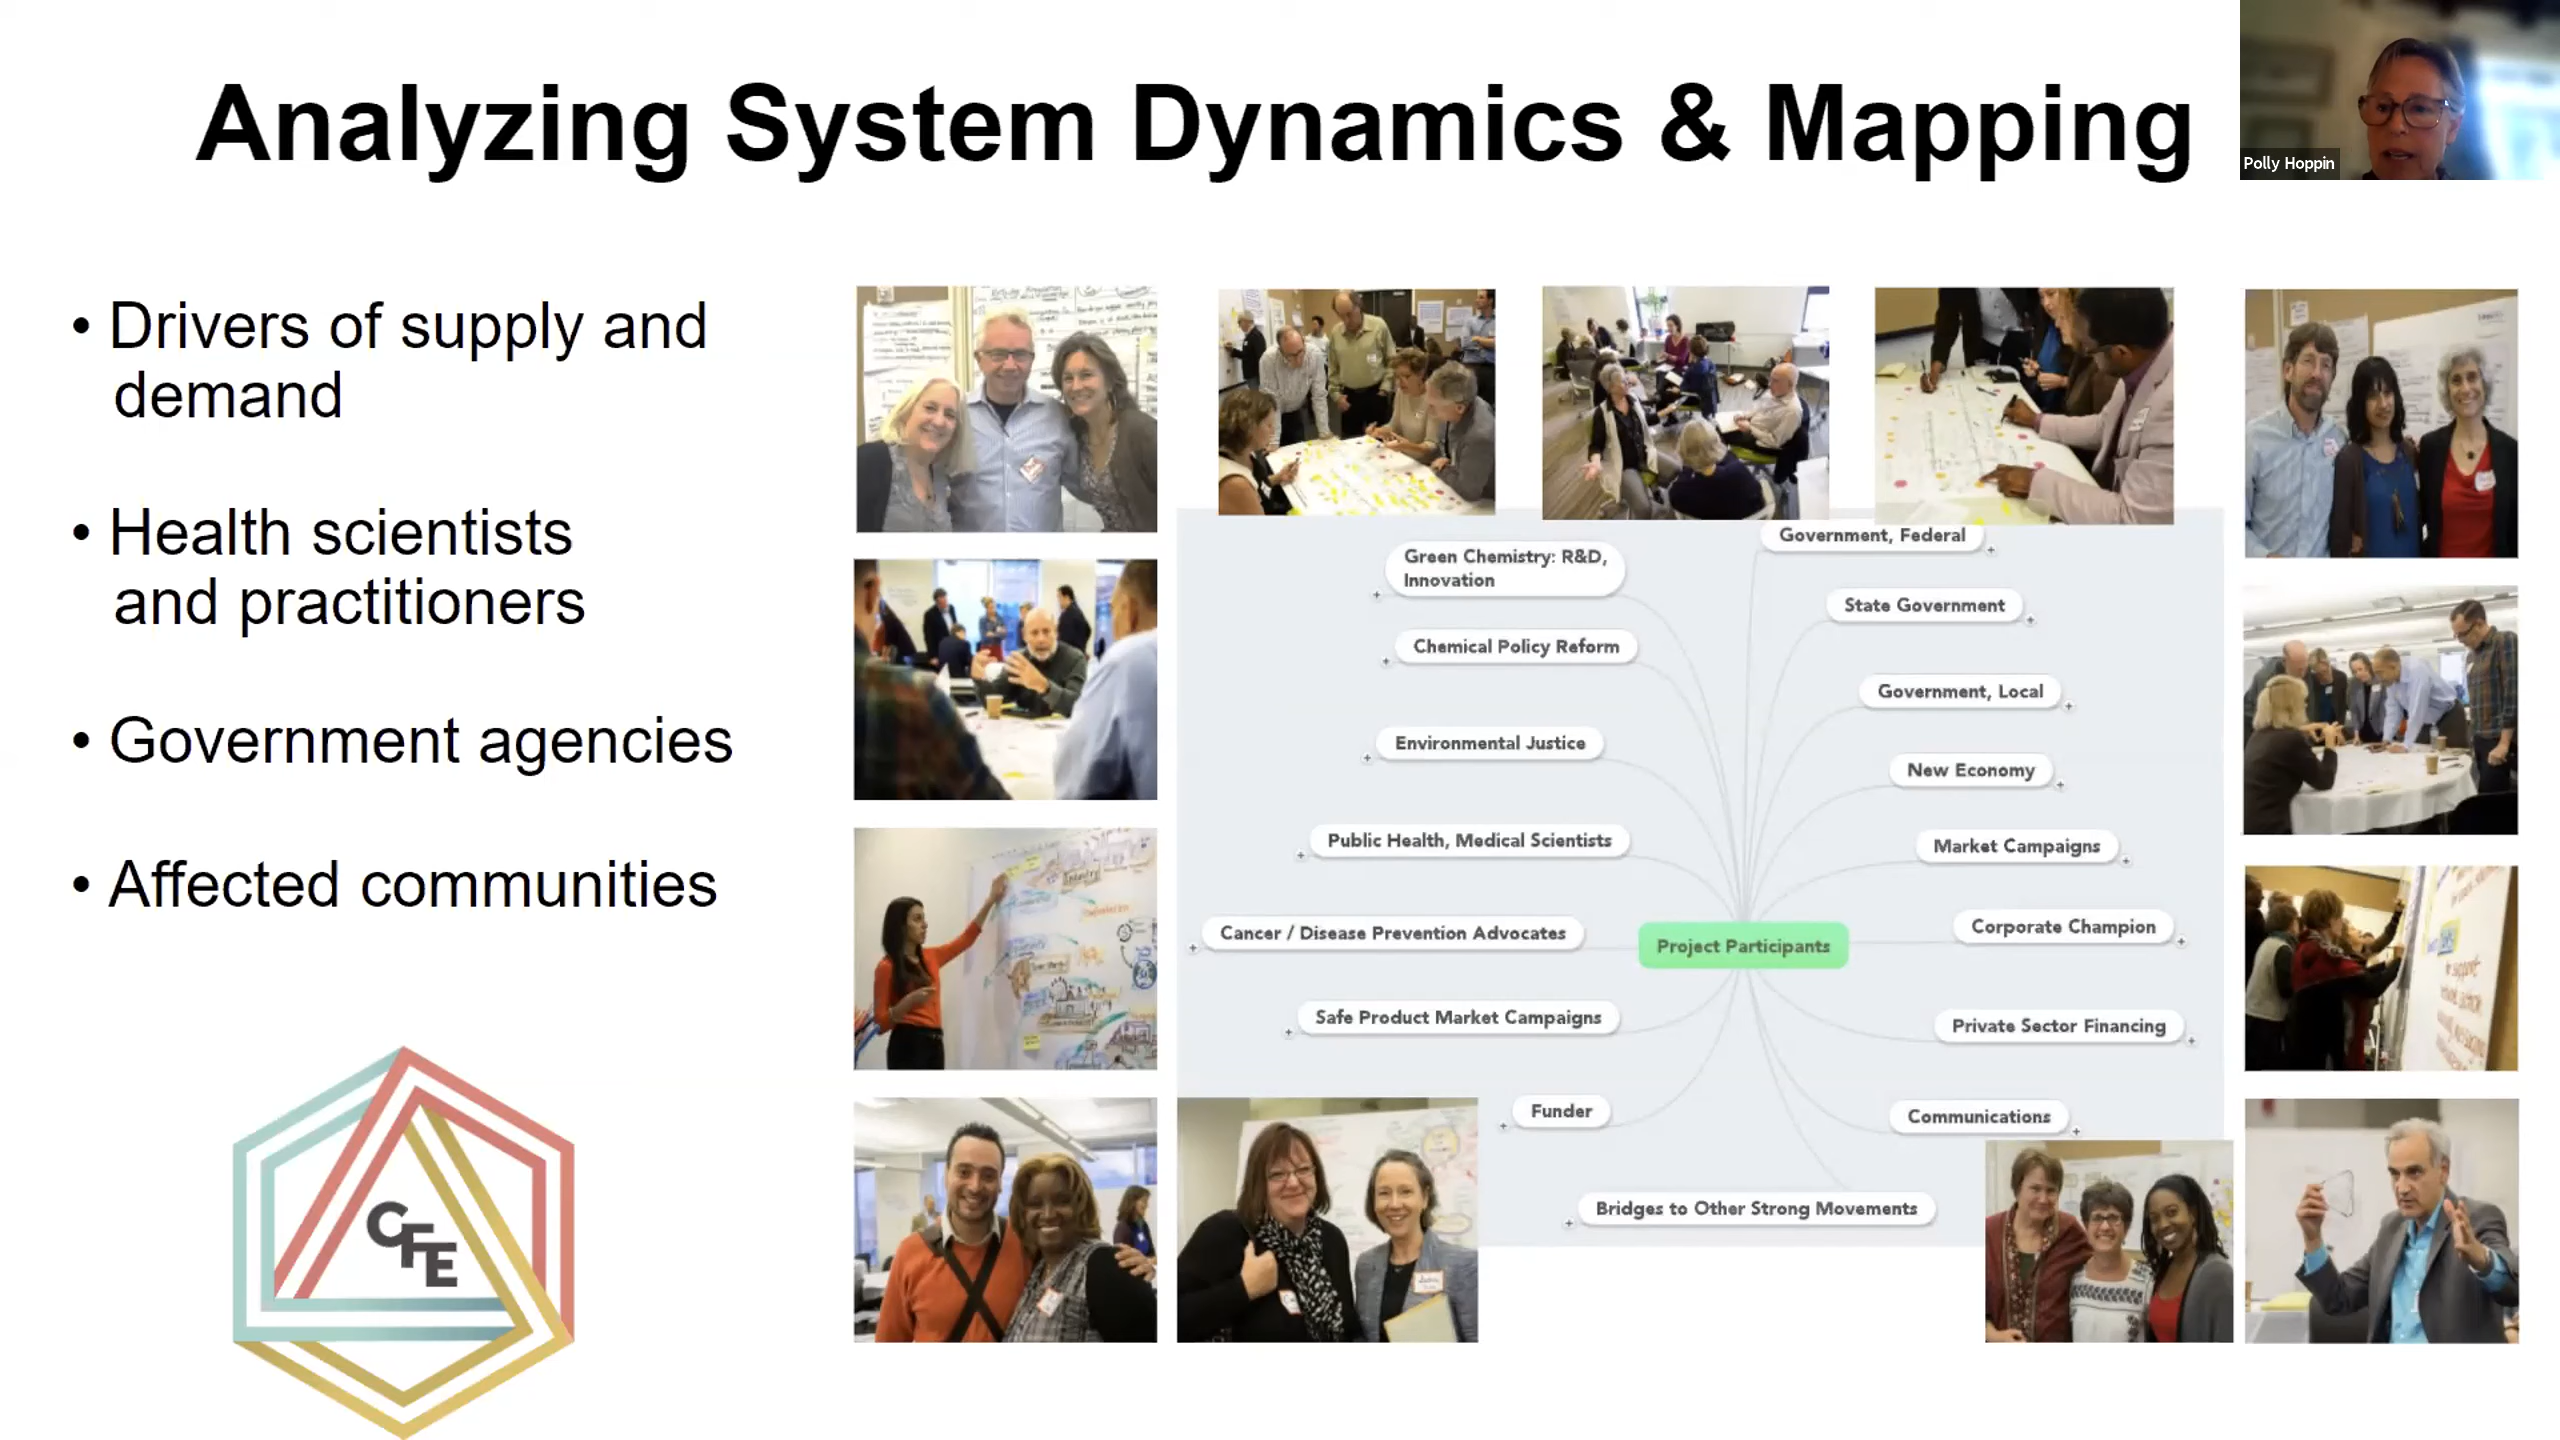 Analyzing System Dynamics & Mapping
Polly Hoppin
• Drivers of supply and
demand
• Health scientists
and practitioners
• Government agencies
• Affected communities
CFE
Green Chemistry: R&D,
Innovation
Chemical Policy Reform
Environmental Justice
Public Health, Medical Scientists
Cancer / Disease Prevention Advocates
Safe Product Market Campaigns
Funder
Project Participants
Government, Federal
State Government
Government, Local
New Economy
Market Campaigns
Corporate Champion
Private Sector Financing
Communications
Bridges to Other Strong Movements